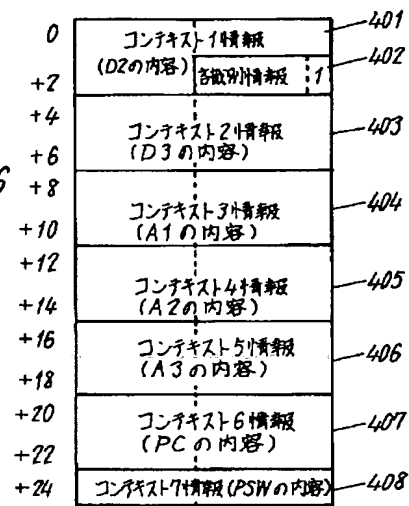 0 コンテキスト1情報 401
(D2の内容) 402
+2 各識別情報 1
+4
コンテキスト2情報 403
+6 (D3の内容)
6 +8
コンテキスト3情報 404
+10 (A1の内容)
+12
コンテキスト4情報 405
+14 (A2の内容)
+16
コンテキスト5情報 406
+18 (A3の内容)
+20
コンテキスト6情報 407
+22 (PCの内容)
+24 コンテキスト7情報(PSWの内容) 408